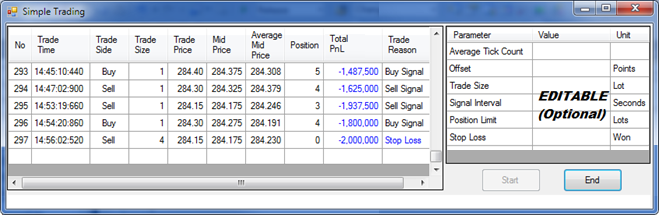 Simple Trading
No Trade Time Trade Side Trade Size Trade Price Mid Price Average Mid Price Position Total PnL Trade Reason
293 14:45:10:440 Buy 1 284.40 284.375 284.308 5 -1,487,500 Buy Signal
294 14:47:02:900 Sell 1 284.30 284.325 284.379 4 -1,625,000 Sell Signal
295 14:53:19:660 Sell 1 284.15 284.175 284.246 3 -1,937,500 Sell Signal
296 14:54:20:860 Buy 1 284.30 284.275 284.191 4 -1,800,000 Buy Signal
297 14:56:02:520 Sell 4 284.15 284.175 284.230 0 -2,000,000 Stop Loss
Parameter Value Unit
Average Tick Count
Offset Points
Trade Size Lot
Signal Interval Seconds
Position Limit Lots
Stop Loss Won
EDITABLE
(Optional)
Start End